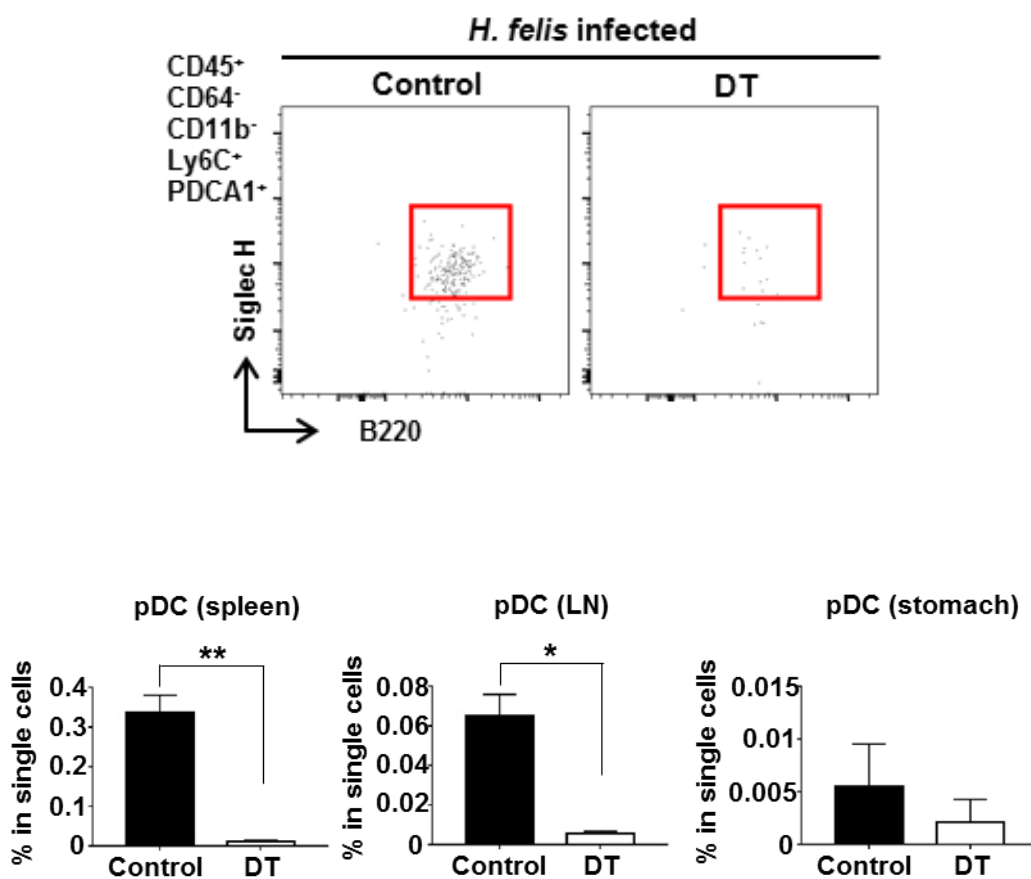 H. felis infected
CD45⁺
CD64⁻
CD11b⁻
Ly6C⁺
PDCA1⁺
Control
DT
Siglec H
B220
pDC (spleen)
**
% in single cells
0.4
0.3
0.2
0.1
0
Control
DT
pDC (LN)
*
% in single cells
0.08
0.06
0.04
0.02
0
Control
DT
pDC (stomach)
% in single cells
0.015
0.01
0.005
0
Control
DT